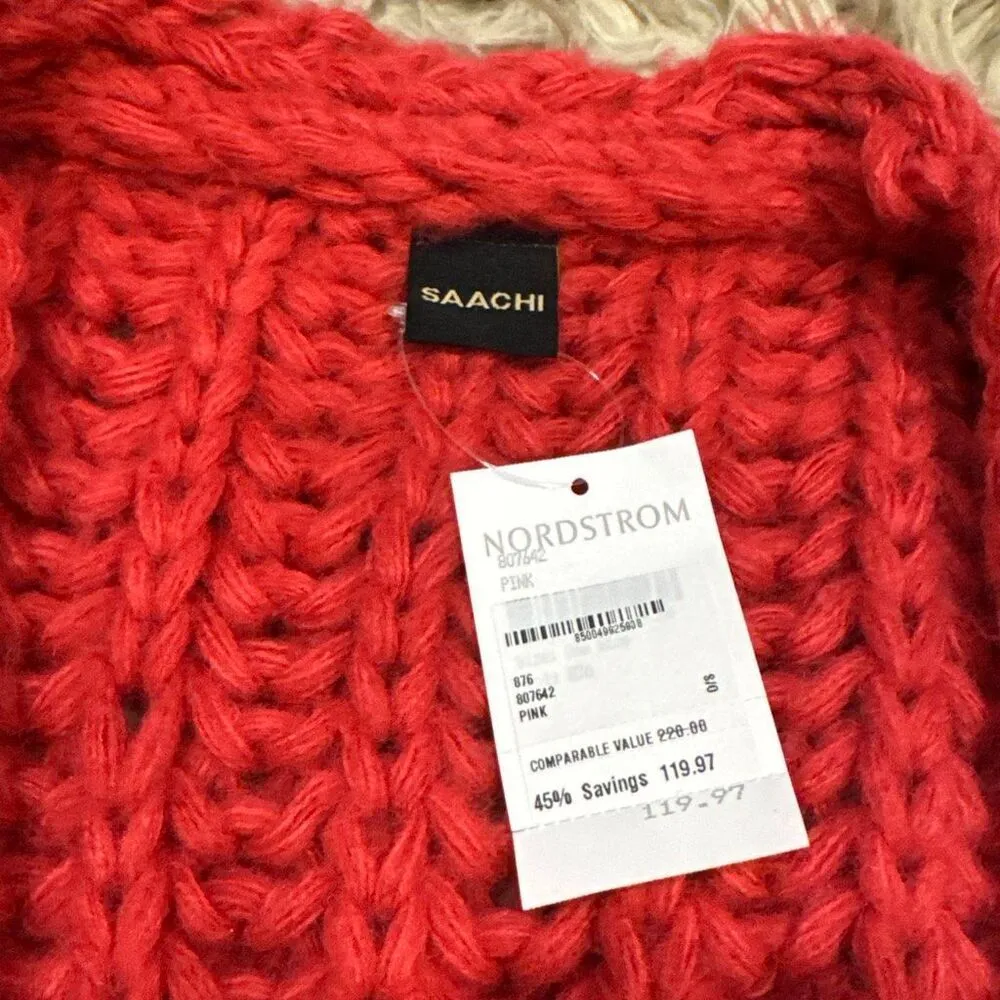 SAACHI
NORDSTROM
807642
PINK
876
807642
PINK
O/S
COMPARABLE VALUE 220.00
45% Savings 119.97
119.97